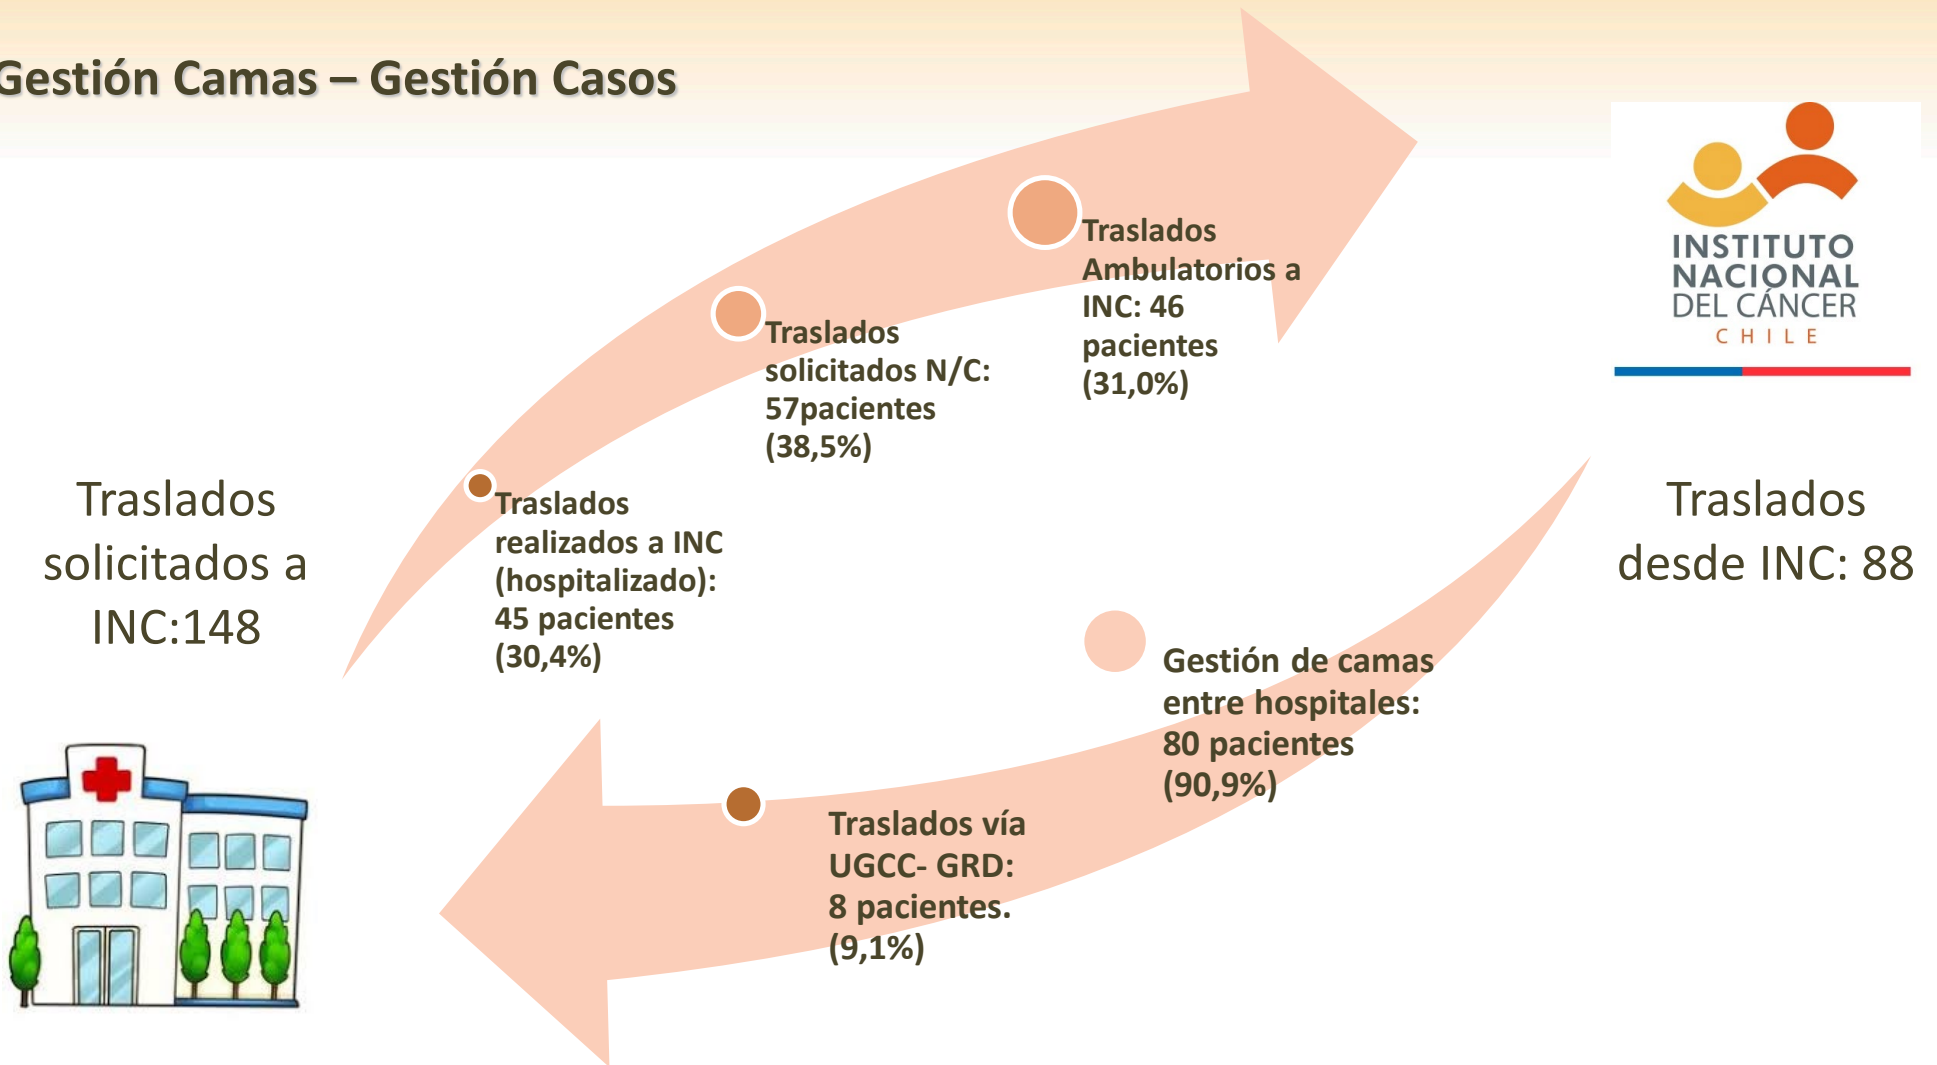 Gestión Camas – Gestión Casos
INSTITUTO
NACIONAL
DEL CÁNCER
CHILE
Traslados
Ambulatorios a
INC: 46
pacientes
(31,0%)
Traslados
solicitados N/C:
57pacientes
(38,5%)
Traslados
realizados a INC
(hospitalizado):
45 pacientes
(30,4%)
Traslados
solicitados a
INC:148
Traslados
desde INC: 88
Gestión de camas
entre hospitales:
80 pacientes
(90,9%)
Traslados vía
UGCC- GRD:
8 pacientes.
(9,1%)